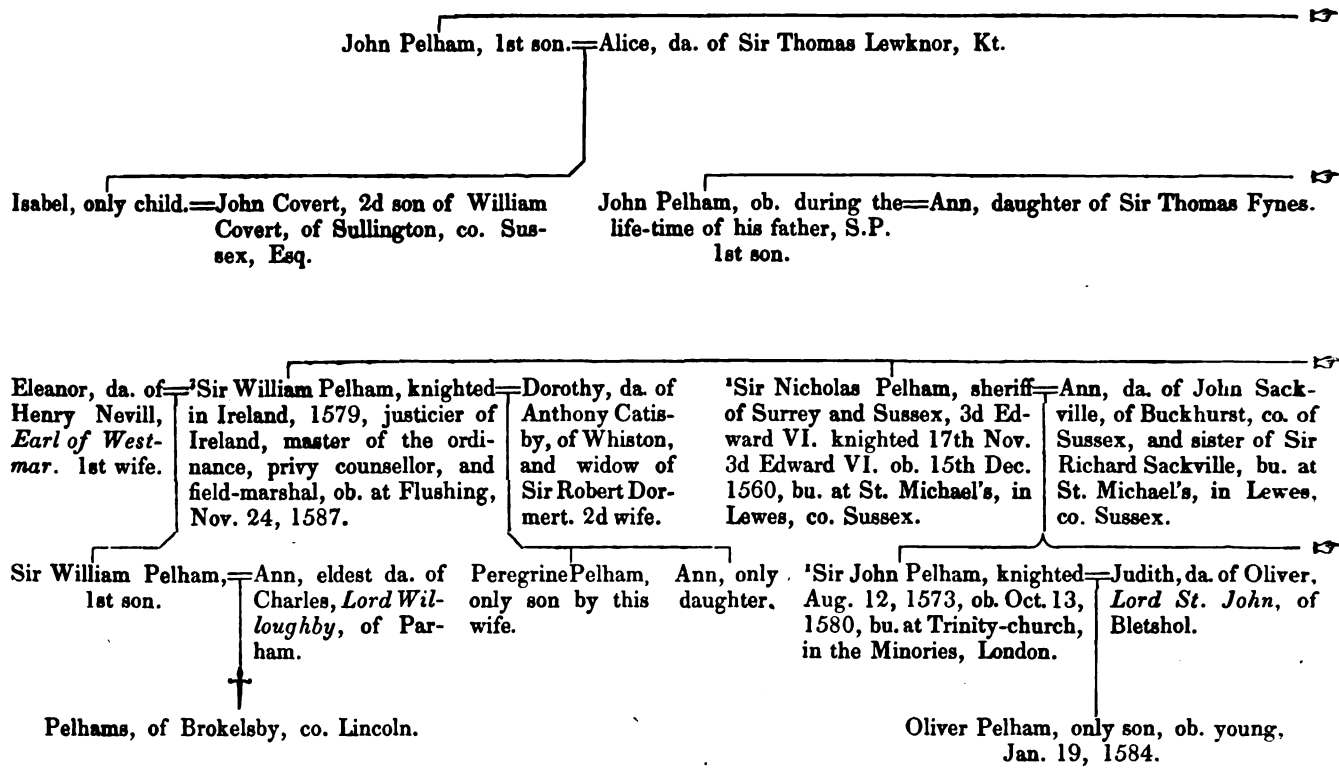 John Pelham, 1st son.=Alice, da. of Sir Thomas Lewknor, Kt.
Isabel, only child.=John Covert, 2d son of William
Covert, of Sullington, co. Sus-
sex, Esq.
John Pelham, ob. during the=Ann, daughter of Sir Thomas Fynes.
life-time of his father, S.P.
1st son.
Eleanor, da. of=
Henry Nevill,
Earl of West-
mar. 1st wife.
³Sir William Pelham, knighted=
in Ireland, 1579, justicier of
Ireland, master of the ordi-
nance, privy counsellor, and
field-marshal, ob. at Flushing,
Nov. 24, 1587.
Dorothy, da. of
Anthony Catis-
by, of Whiston,
and widow of
Sir Robert Dor-
mert. 2d wife.
²Sir Nicholas Pelham, sheriff=
of Surrey and Sussex, 3d Ed-
ward VI. knighted 17th Nov.
3d Edward VI. ob. 15th Dec.
1560, bu. at St. Michael's, in
Lewes, co. Sussex.
Ann, da. of John Sack-
ville, of Buckhurst, co. of
Sussex, and sister of Sir
Richard Sackville, bu. at
St. Michael's, in Lewes,
co. Sussex.
Sir William Pelham,=
1st son.
Ann, eldest da. of
Charles, Lord Wil-
loughby, of Par-
ham.
Peregrine Pelham,
only son by this
wife.
Ann, only
daughter.
¹Sir John Pelham, knighted=
Aug. 12, 1573, ob. Oct. 13,
1580, bu. at Trinity-church,
in the Minories, London.
Judith, da. of Oliver,
Lord St. John, of
Bletshol.
Pelhams, of Brokelsby, co. Lincoln.
Oliver Pelham, only son, ob. young,
Jan. 19, 1584.